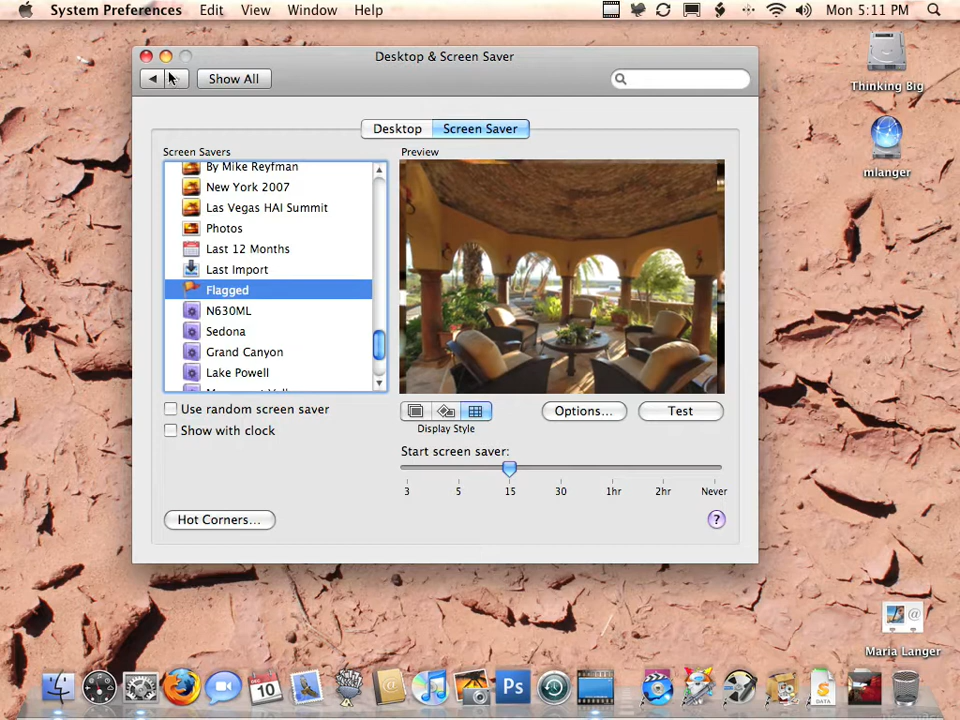 System Preferences Edit View Window Help Mon 5:11 PM
Desktop & Screen Saver
Show All
Thinking Big
mlanger
Desktop Screen Saver
Screen Savers
Preview
By Mike Reyfman
New York 2007
Las Vegas HAI Summit
Photos
Last 12 Months
Last Import
Flagged
N630ML
Sedona
Grand Canyon
Lake Powell
Use random screen saver
Show with clock
Display Style
Options...
Test
Start screen saver:
3 5 15 30 1hr 2hr Never
Hot Corners...
?
@
Maria Langer
DEC
10
@
Ps
S
DATA